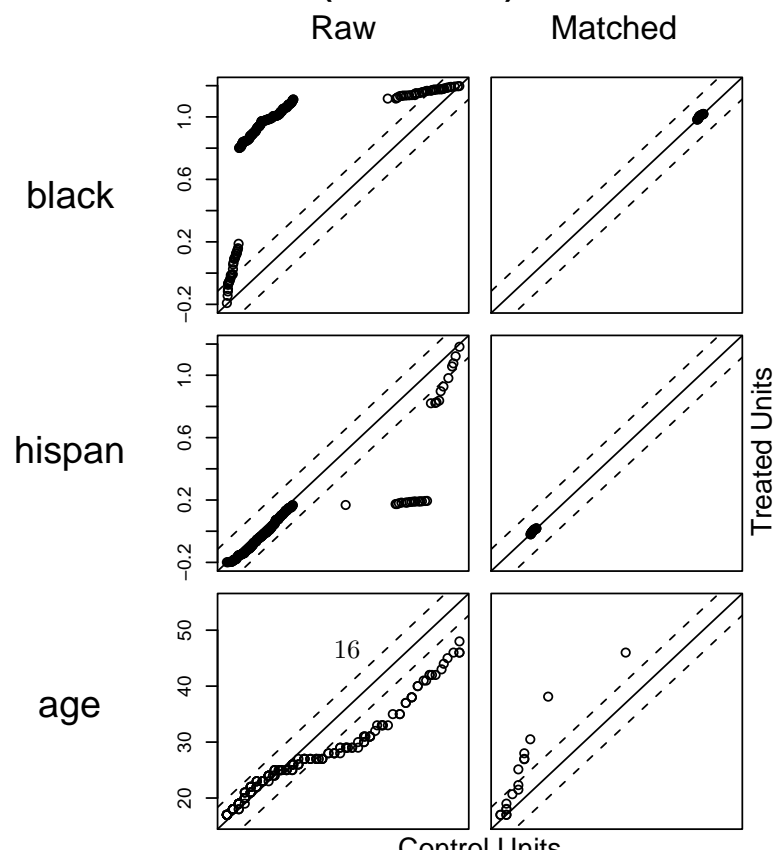 Raw Matched
black
−0.2 0.2 0.6 1.0
hispan
−0.2 0.2 0.6 1.0
Treated Units
age
20 30 40 50
16
Control Units